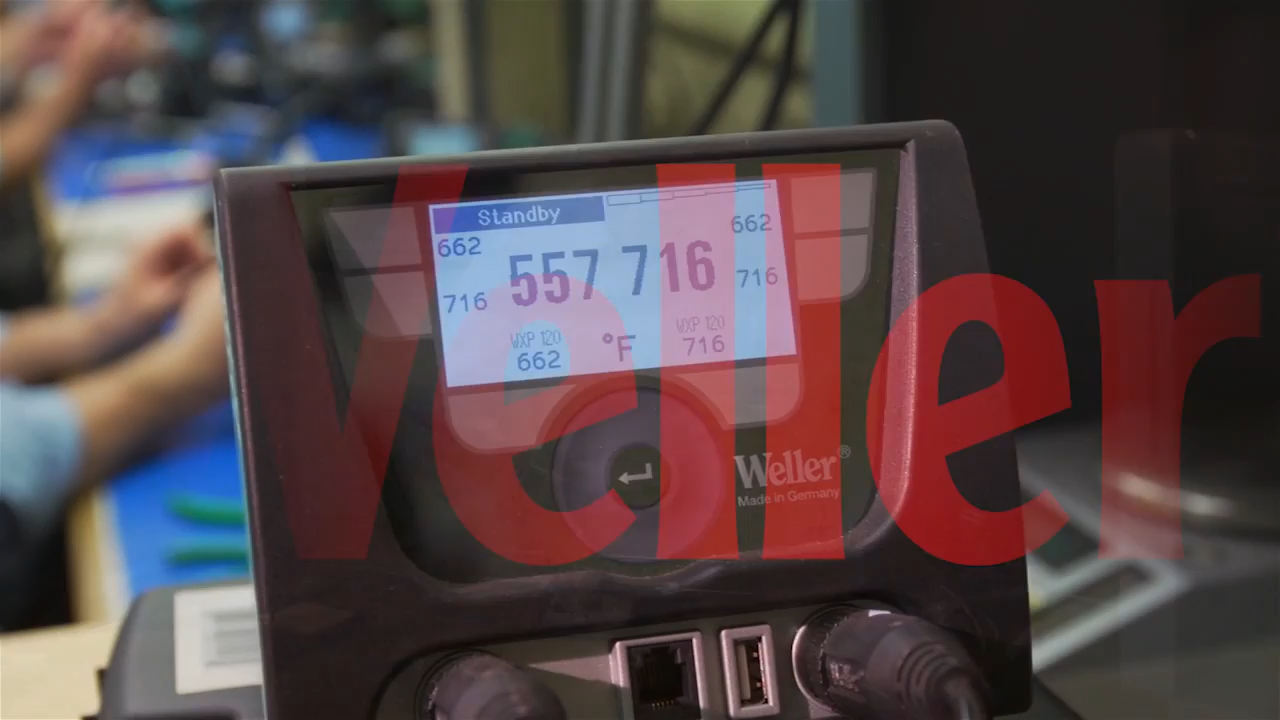 Standby
662
662
557 716
716
716
WXP 120
°F
WXP 120
662
716
Weller®
Made in Germany
Weller